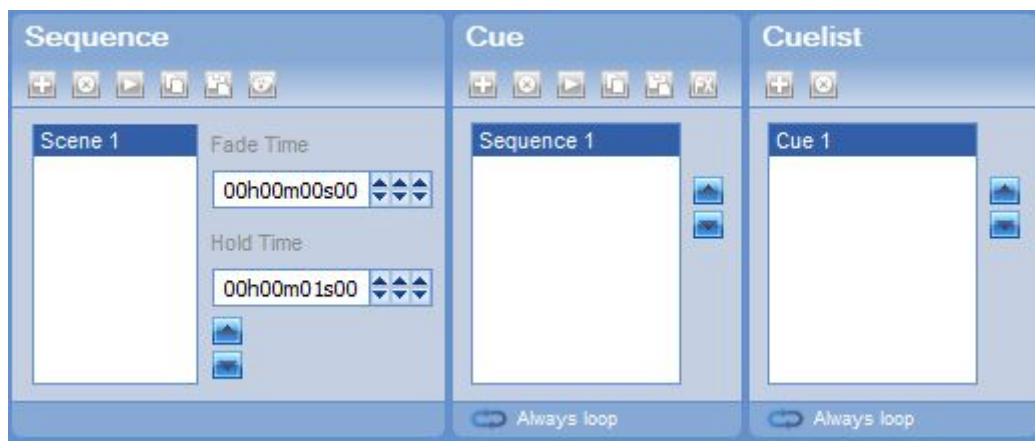 Sequence
Scene 1
Fade Time
00h00m00s00
Hold Time
00h00m01s00
Cue
FX
Sequence 1
Always loop
Cuelist
Cue 1
Always loop